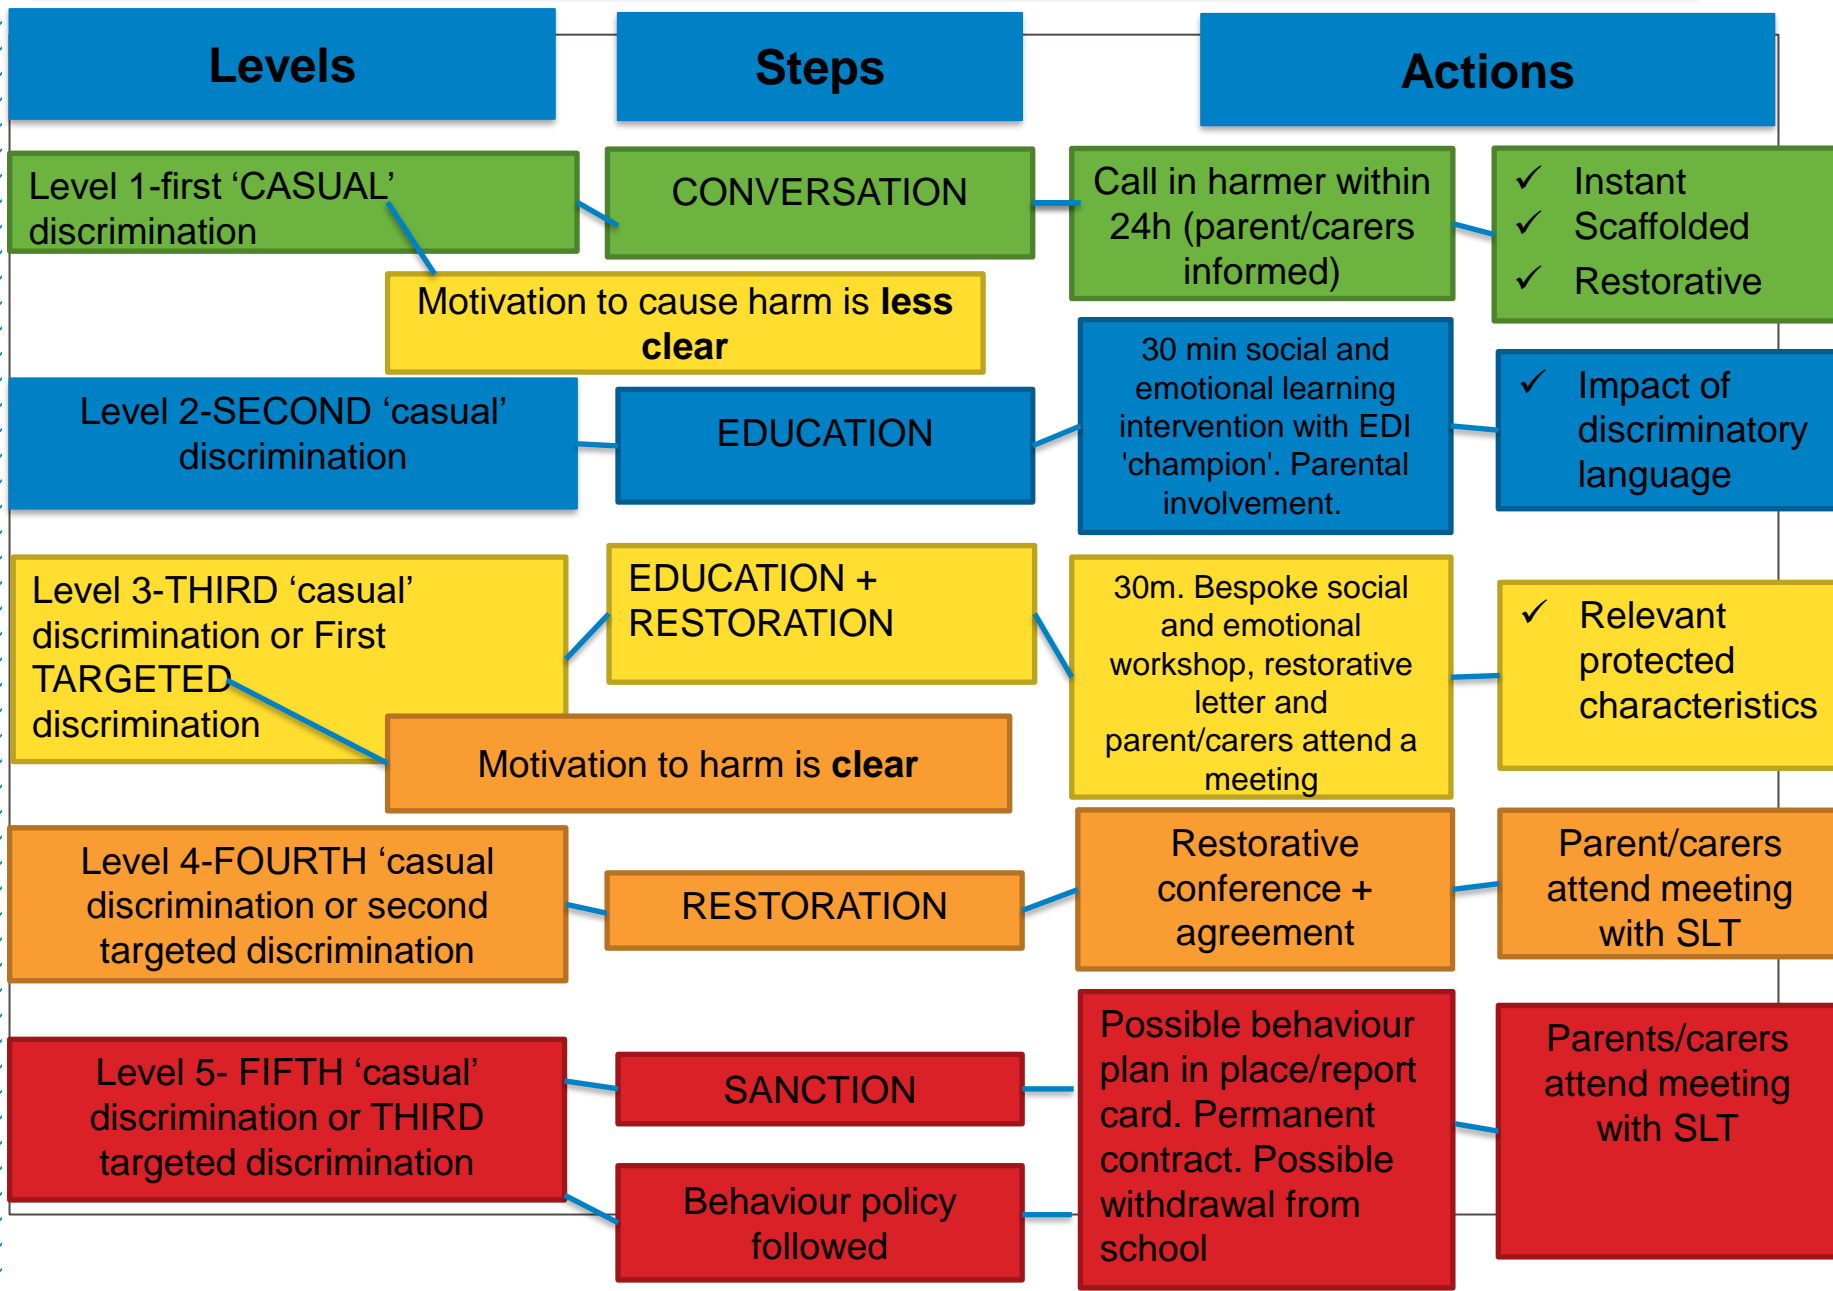 Levels
Steps
Actions
Level 1-first ‘CASUAL’
discrimination
CONVERSATION
Call in harmer within
24h (parent/carers
informed)
✓ Instant
✓ Scaffolded
✓ Restorative
Motivation to cause harm is less
clear
Level 2-SECOND ‘casual’
discrimination
EDUCATION
30 min social and
emotional learning
intervention with EDI
'champion'. Parental
involvement.
✓ Impact of
discriminatory
language
Level 3-THIRD ‘casual’
discrimination or First
TARGETED
discrimination
EDUCATION +
RESTORATION
30m. Bespoke social
and emotional
workshop, restorative
letter and
parent/carers attend a
meeting
✓ Relevant
protected
characteristics
Motivation to harm is clear
Level 4-FOURTH ‘casual
discrimination or second
targeted discrimination
RESTORATION
Restorative
conference +
agreement
Parent/carers
attend meeting
with SLT
Level 5- FIFTH ‘casual’
discrimination or THIRD
targeted discrimination
SANCTION
Behaviour policy
followed
Possible behaviour
plan in place/report
card. Permanent
contract. Possible
withdrawal from
school
Parents/carers
attend meeting
with SLT